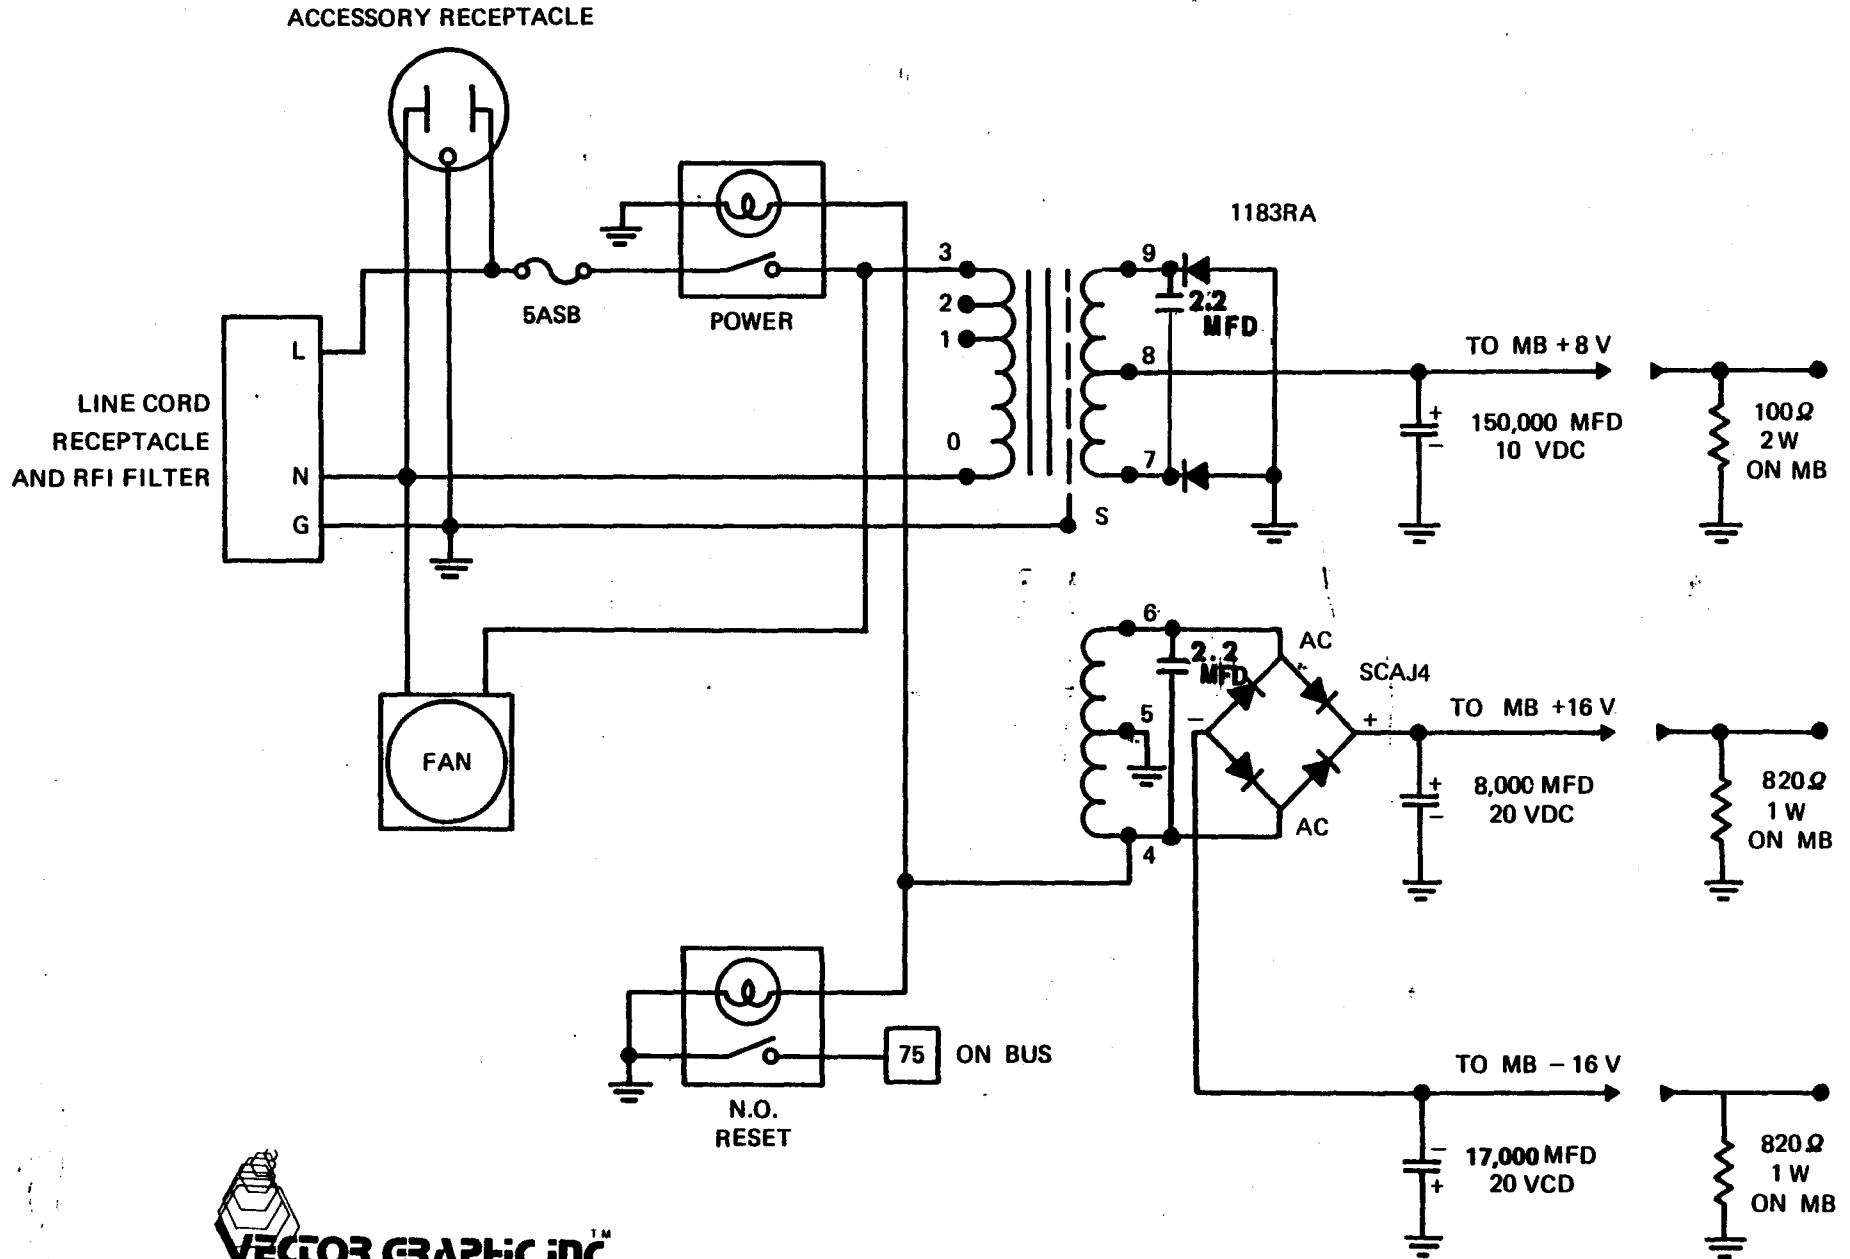 ACCESSORY RECEPTACLE
1183RA
3
9
5ASB
POWER
2
2.2
MFD
1
L
8
TO MB +8 V
LINE CORD
RECEPTACLE
AND RFI FILTER
100Ω
2W
ON MB
150,000 MFD
10 VDC
+
−
0
N
7
G
S
6
2.2
MFD
AC
SCAJ4
5
−
+
TO MB +16 V
FAN
820Ω
1 W
ON MB
+
−
8,000 MFD
20 VDC
AC
4
75
ON BUS
TO MB − 16 V
N.O.
RESET
−
+
17,000 MFD
20 VCD
820Ω
1 W
ON MB
VECTOR GRAPHIC INC™